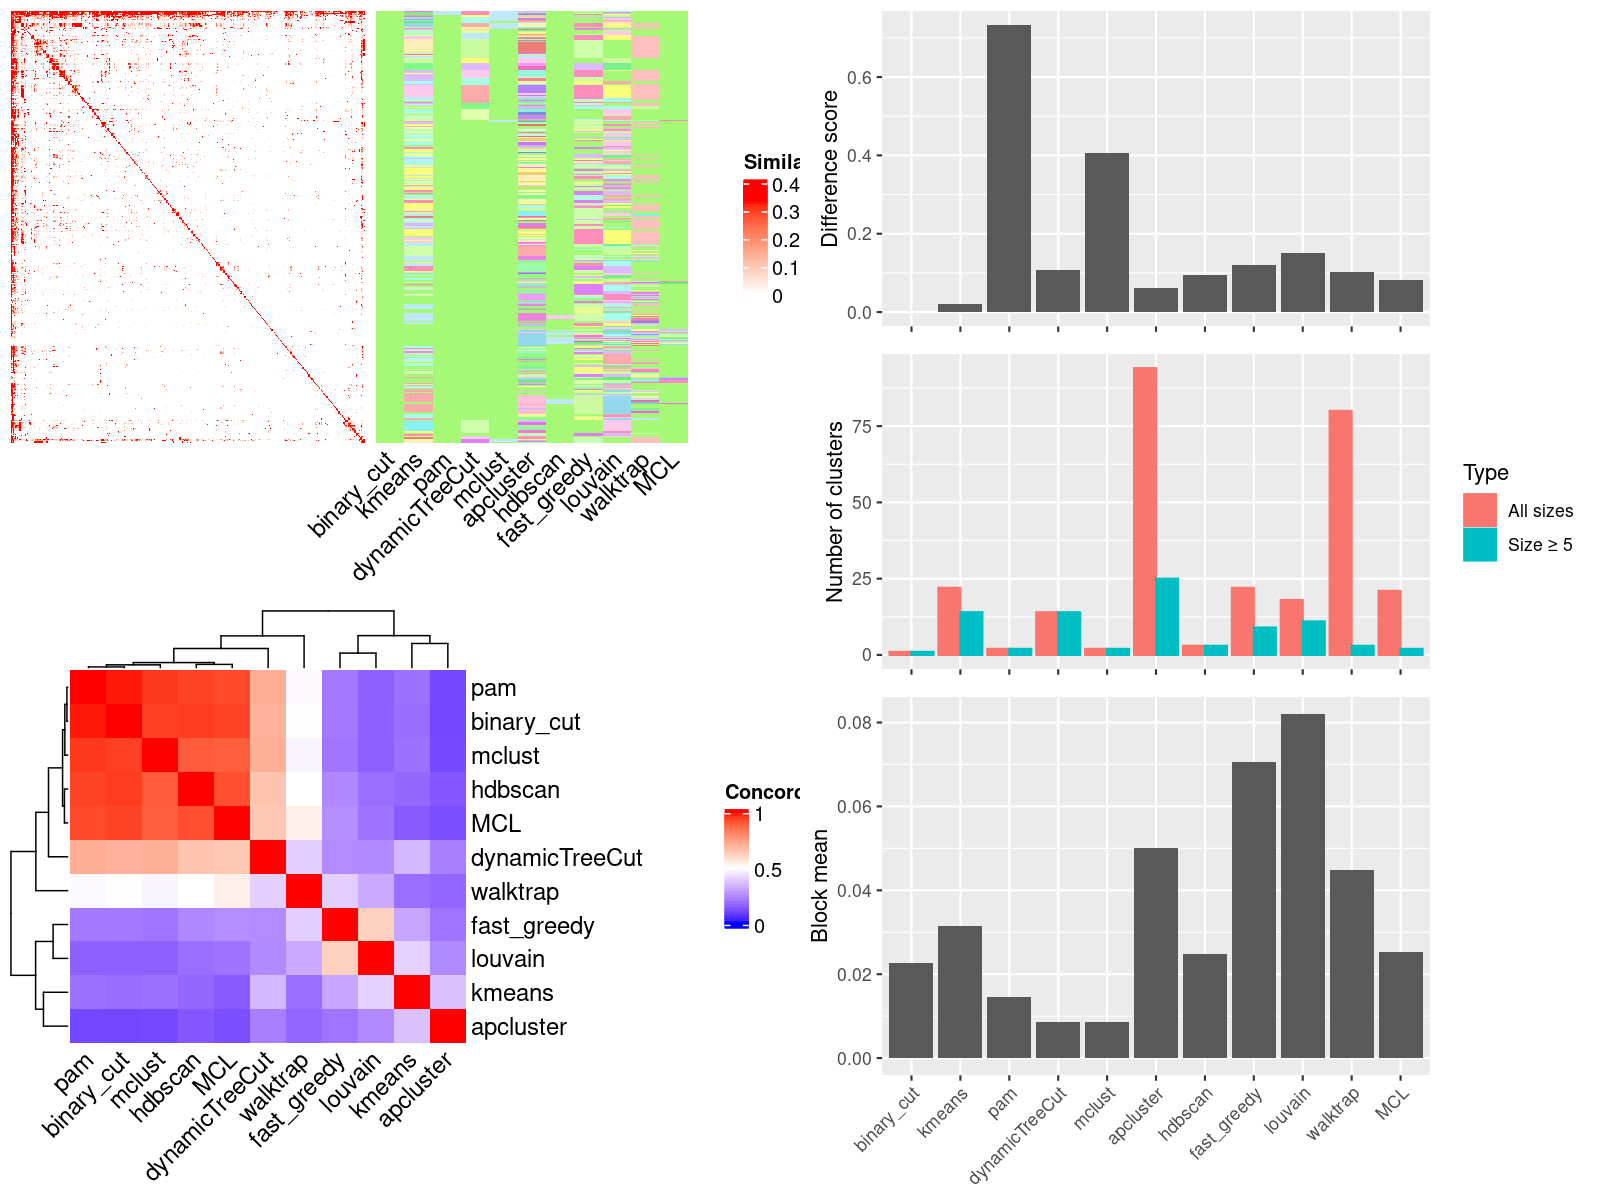 Simila
0.4
0.3
0.2
0.1
0
binary_cut
kmeans
pam
dynamicTreeCut
mclust
apcluster
hdbscan
fast_greedy
louvain
walktrap
MCL
pam
binary_cut
mclust
hdbscan
MCL
dynamicTreeCut
walktrap
fast_greedy
louvain
kmeans
apcluster
pam
binary_cut
mclust
hdbscan
MCL
dynamicTreeCut
walktrap
fast_greedy
louvain
kmeans
apcluster
Concord
1
0.5
0
Difference score
0.6
0.4
0.2
0.0
Number of clusters
75
50
25
0
Type
All sizes
Size ≥ 5
Block mean
0.08
0.06
0.04
0.02
0.00
binary_cut
kmeans
pam
dynamicTreeCut
mclust
apcluster
hdbscan
fast_greedy
louvain
walktrap
MCL